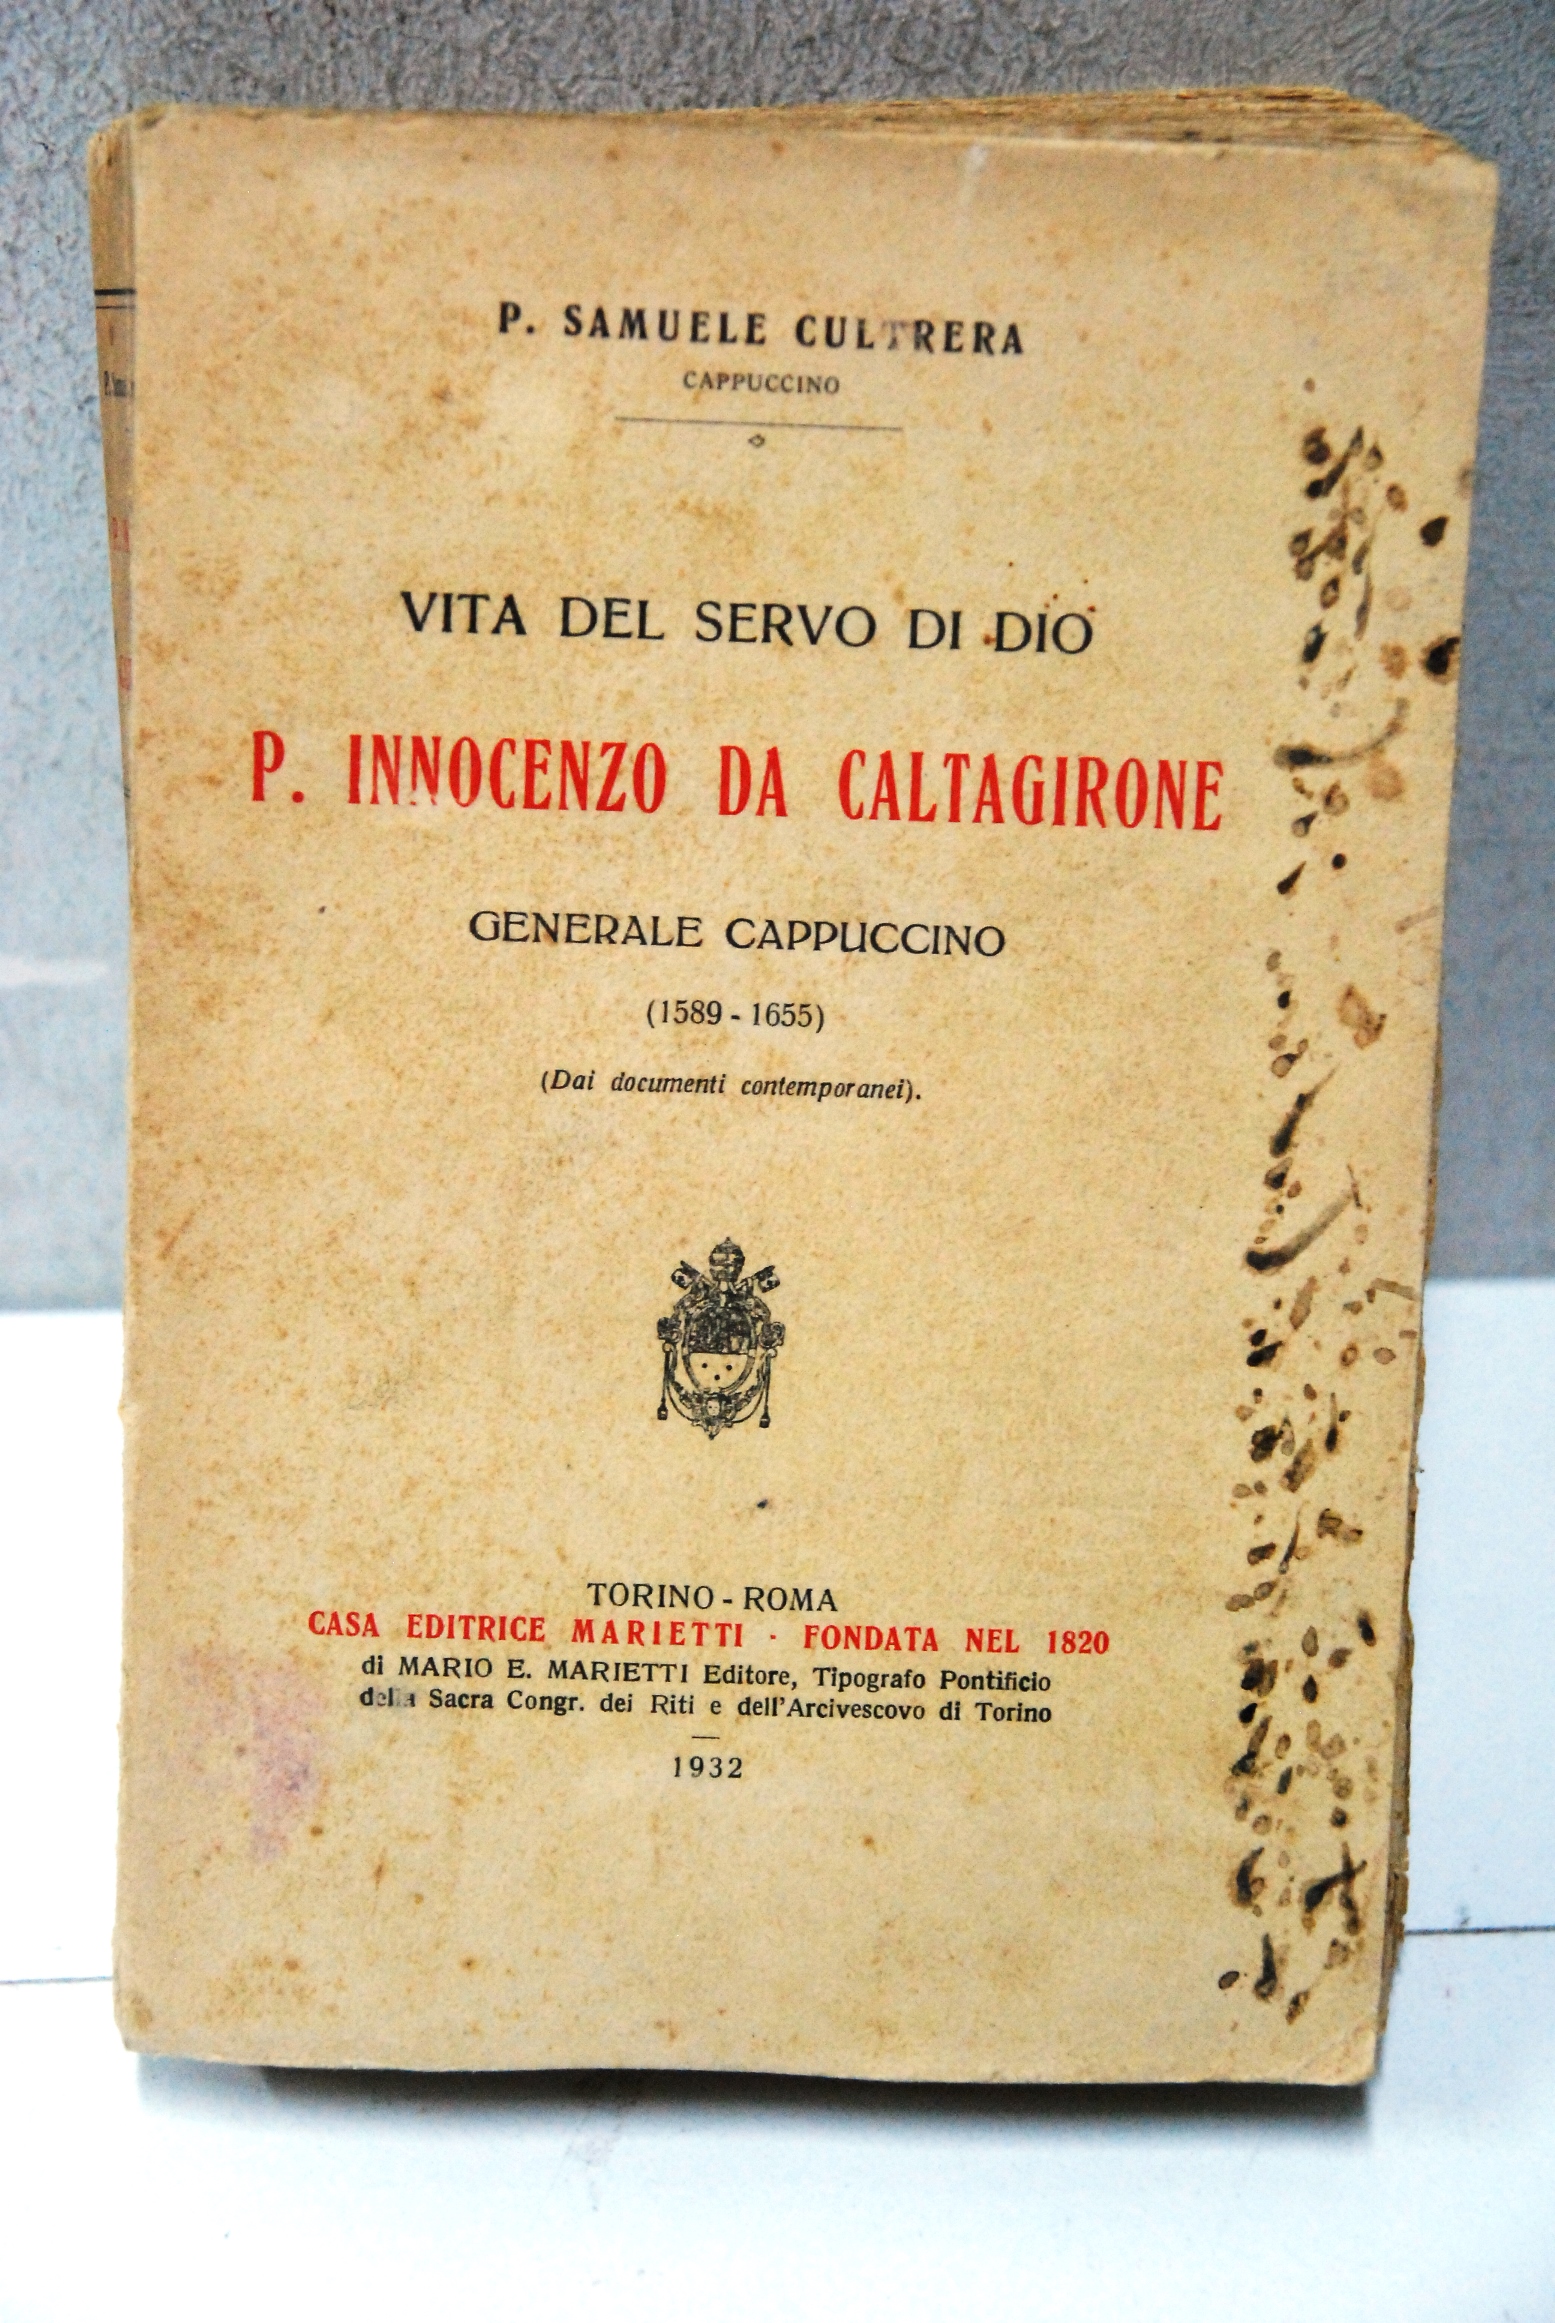 P. SAMUELE CULTRERA
CAPPUCCINO
VITA DEL SERVO DI DIO
P. INNOCENZO DA CALTAGIRONE
GENERALE CAPPUCCINO
(1589 - 1655)
(Dai documenti contemporanei).
TORINO - ROMA
CASA EDITRICE MARIETTI · FONDATA NEL 1820
di MARIO E. MARIETTI Editore, Tipografo Pontificio
della Sacra Congr. dei Riti e dell'Arcivescovo di Torino
1932